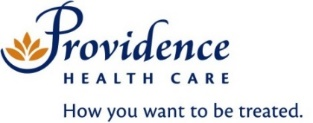 Providence
HEALTH CARE
How you want to be treated.